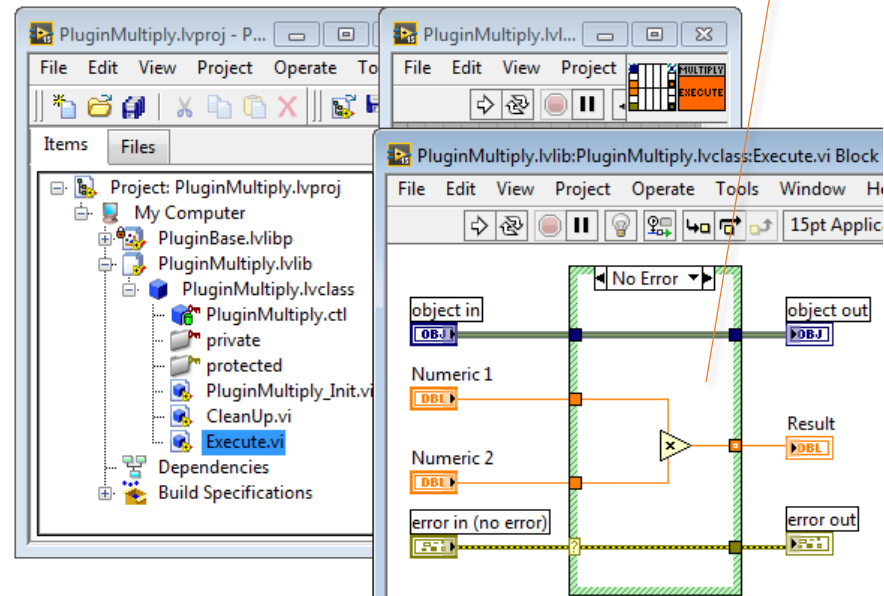 PluginMultiply.lvproj - P...
File Edit View Project Operate To
Items Files
Project: PluginMultiply.lvproj
My Computer
PluginBase.lvlibp
PluginMultiply.lvlib
PluginMultiply.lvclass
PluginMultiply.ctl
private
protected
PluginMultiply_Init.vi
CleanUp.vi
Execute.vi
Dependencies
Build Specifications
PluginMultiply.lvl...
File Edit View Project
MULTIPLY
EXECUTE
PluginMultiply.lvlib:PluginMultiply.lvclass:Execute.vi Block
File Edit View Project Operate Tools Window He
15pt Applica
No Error
object in
OBJ
object out
OBJ
Numeric 1
DBL
Result
DBL
Numeric 2
DBL
error in (no error)
?
error out